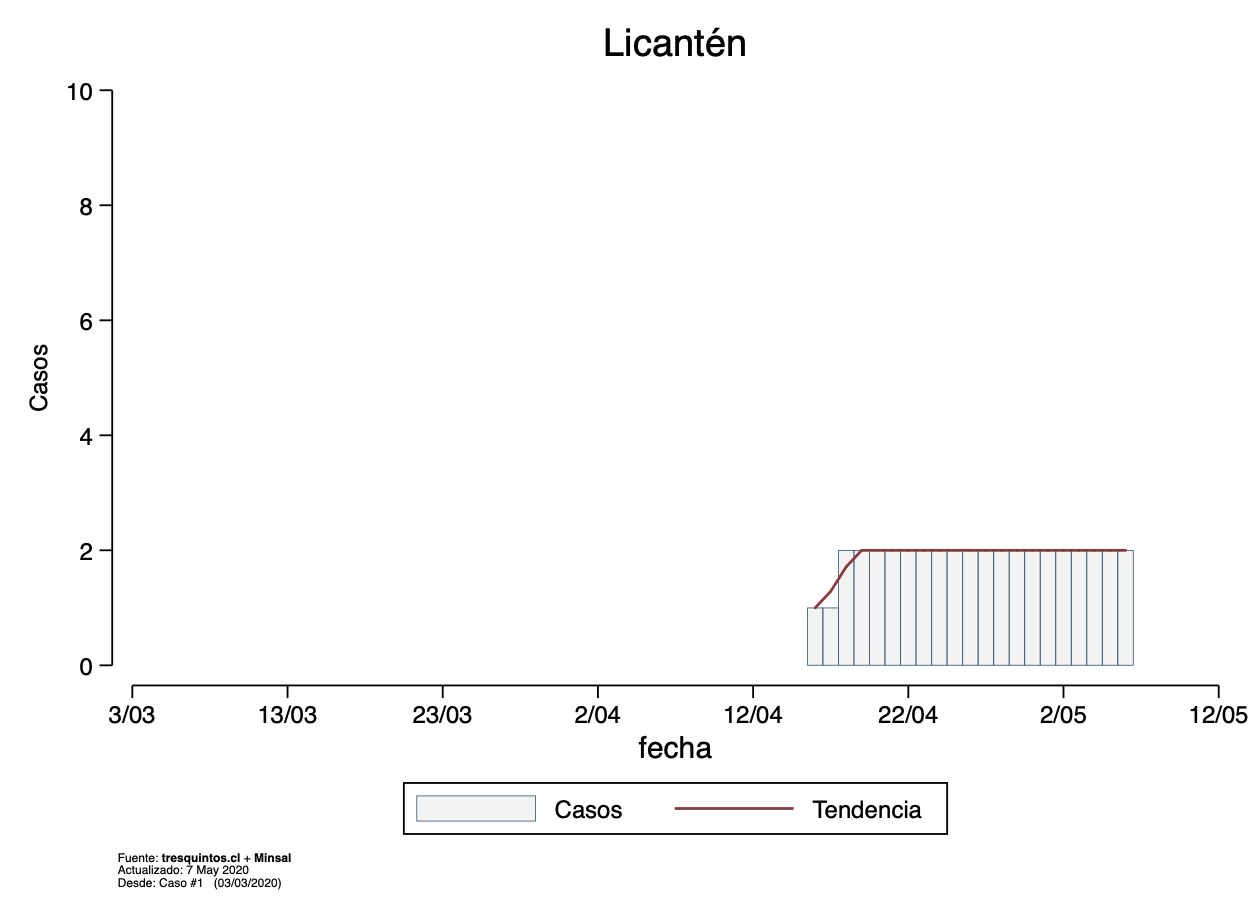 Licantén
10
8
6
4
2
0
Casos
3/03 13/03 23/03 2/04 12/04 22/04 2/05 12/05
fecha
Casos Tendencia
Fuente: tresquintos.cl + Minsal
Actualizado: 7 May 2020
Desde: Caso #1 (03/03/2020)